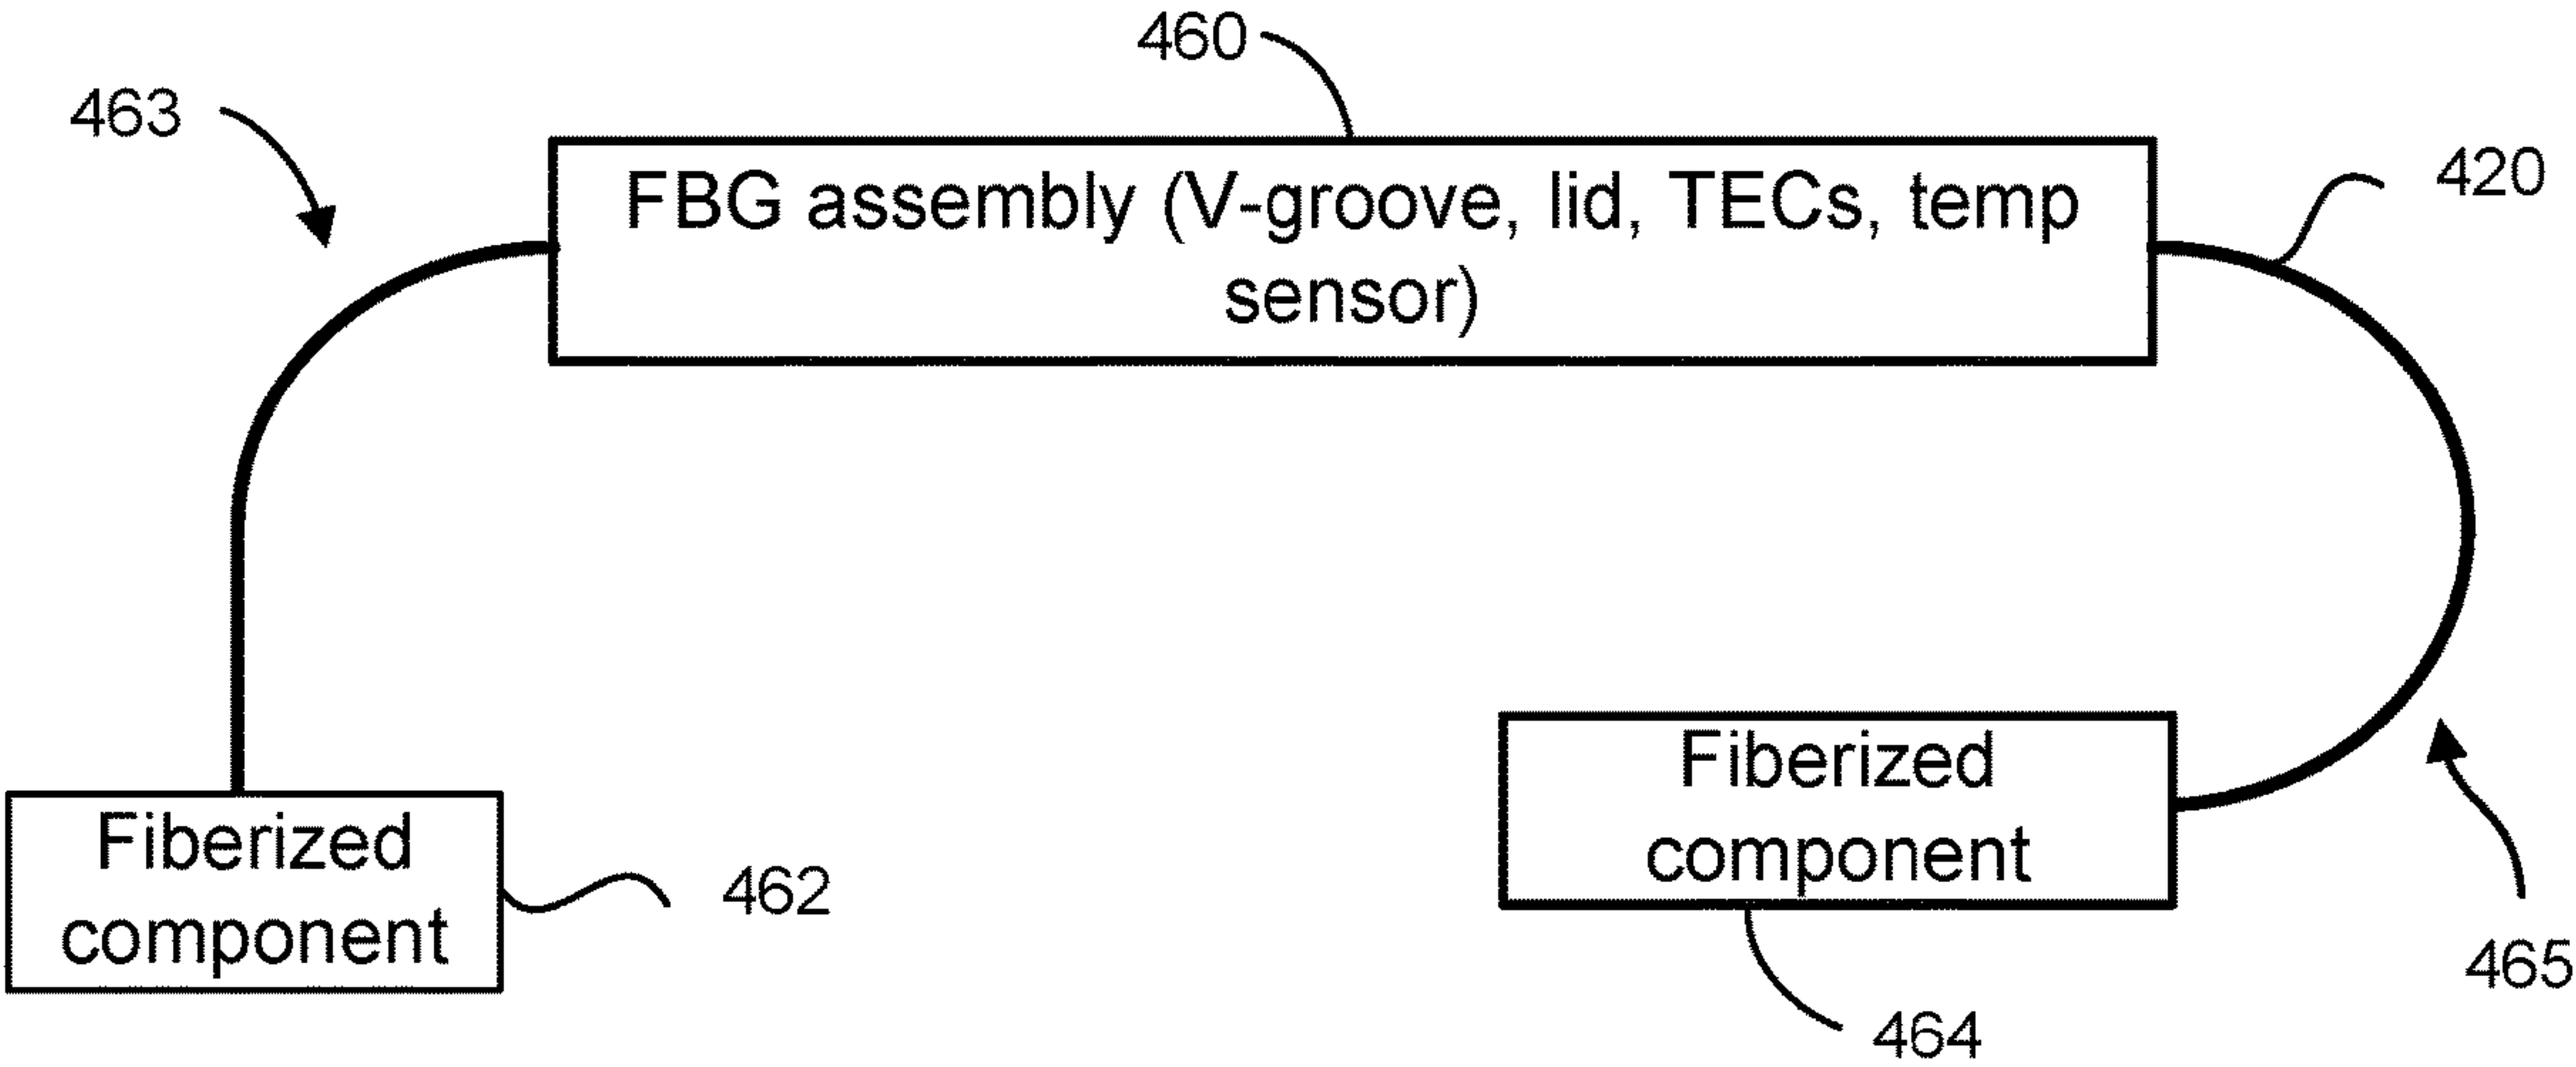 460
463
FBG assembly (V-groove, lid, TECs, temp
sensor)
420
Fiberized
component
462
Fiberized
component
464
465